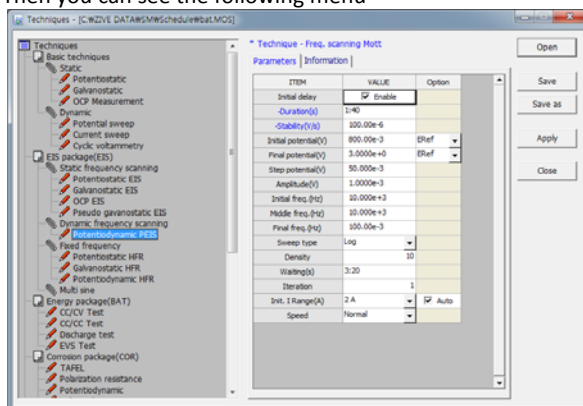 Then you can see the following menu
Techniques - [C:₩ZIVE DATA₩SM₩Schedule₩bat.MOS]
Techniques
Basic techniques
Static
Potentiostatic
Galvanostatic
OCP Measurement
Dynamic
Potential sweep
Current sweep
Cyclic voltammetry
EIS package(EIS)
Static frequency scanning
Potentiostatic EIS
Galvanostatic EIS
OCP EIS
Pseudo gavanostatic EIS
Dynamic frequency scanning
Potentiodynamic PEIS
Fixed frequency
Potentiostatic HFR
Galvanostatic HFR
Potentiodynamic HFR
Multi sine
Energy package(BAT)
CC/CV Test
CC/CC Test
Discharge test
EVS Test
Corrosion package(COR)
TAFEL
Polarization resistance
Potentiodynamic
* Technique - Freq. scanning Mott
Parameters Information
ITEM VALUE Option
Initial delay Enable
-Duration(s) 1:40
-Stability(V/s) 100.00e-6
Initial potential(V) 800.00e-3 ERef
Final potential(V) 3.0000e+0 ERef
Step potential(V) 50.000e-3
Amplitude(V) 1.0000e-3
Initial freq.(Hz) 10.000e+3
Middle freq.(Hz) 10.000e+3
Final freq.(Hz) 100.00e-3
Sweep type Log
Density 10
Waiting(s) 3:20
Iteration 1
Init. I Range(A) 2 A Auto
Speed Normal
Open
Save
Save as
Apply
Close